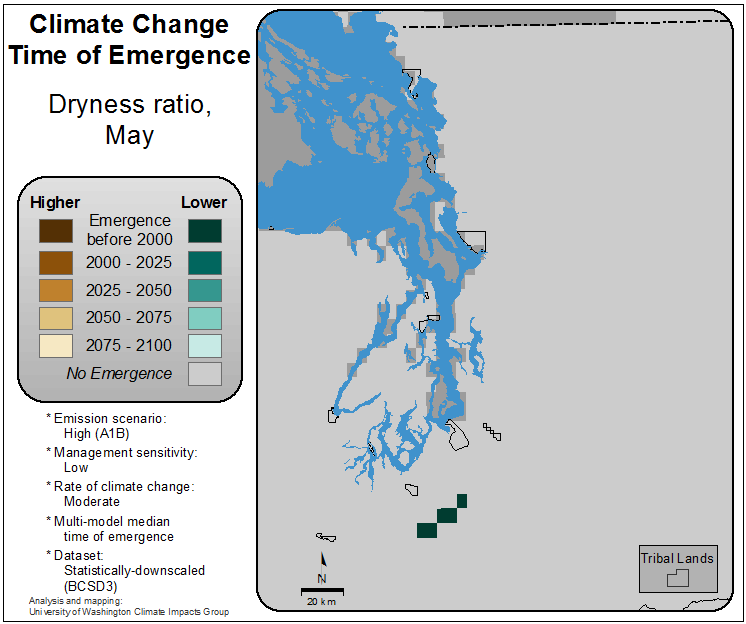 Climate Change
Time of Emergence
Dryness ratio,
May
Higher Lower
Emergence
before 2000
2000 - 2025
2025 - 2050
2050 - 2075
2075 - 2100
No Emergence
* Emission scenario:
High (A1B)
* Management sensitivity:
Low
* Rate of climate change:
Moderate
* Multi-model median
time of emergence
* Dataset:
Statistically-downscaled
(BCSD3)
Analysis and mapping:
University of Washington Climate Impacts Group
N
20 km
Tribal Lands